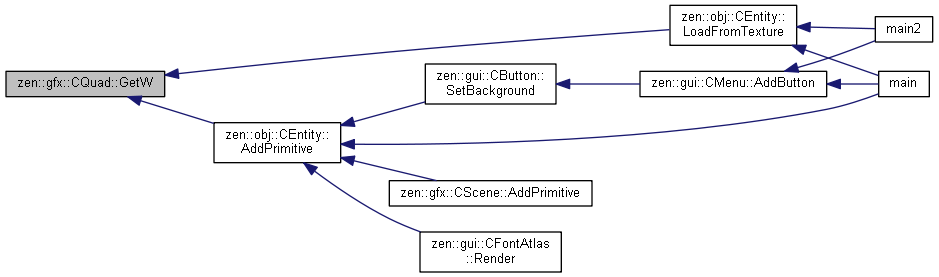 zen::gfx::CQuad::GetW
zen::obj::CEntity::
LoadFromTexture
main2
zen::gui::CButton::
SetBackground
zen::gui::CMenu::AddButton
main
zen::obj::CEntity::
AddPrimitive
zen::gfx::CScene::AddPrimitive
zen::gui::CFontAtlas
::Render